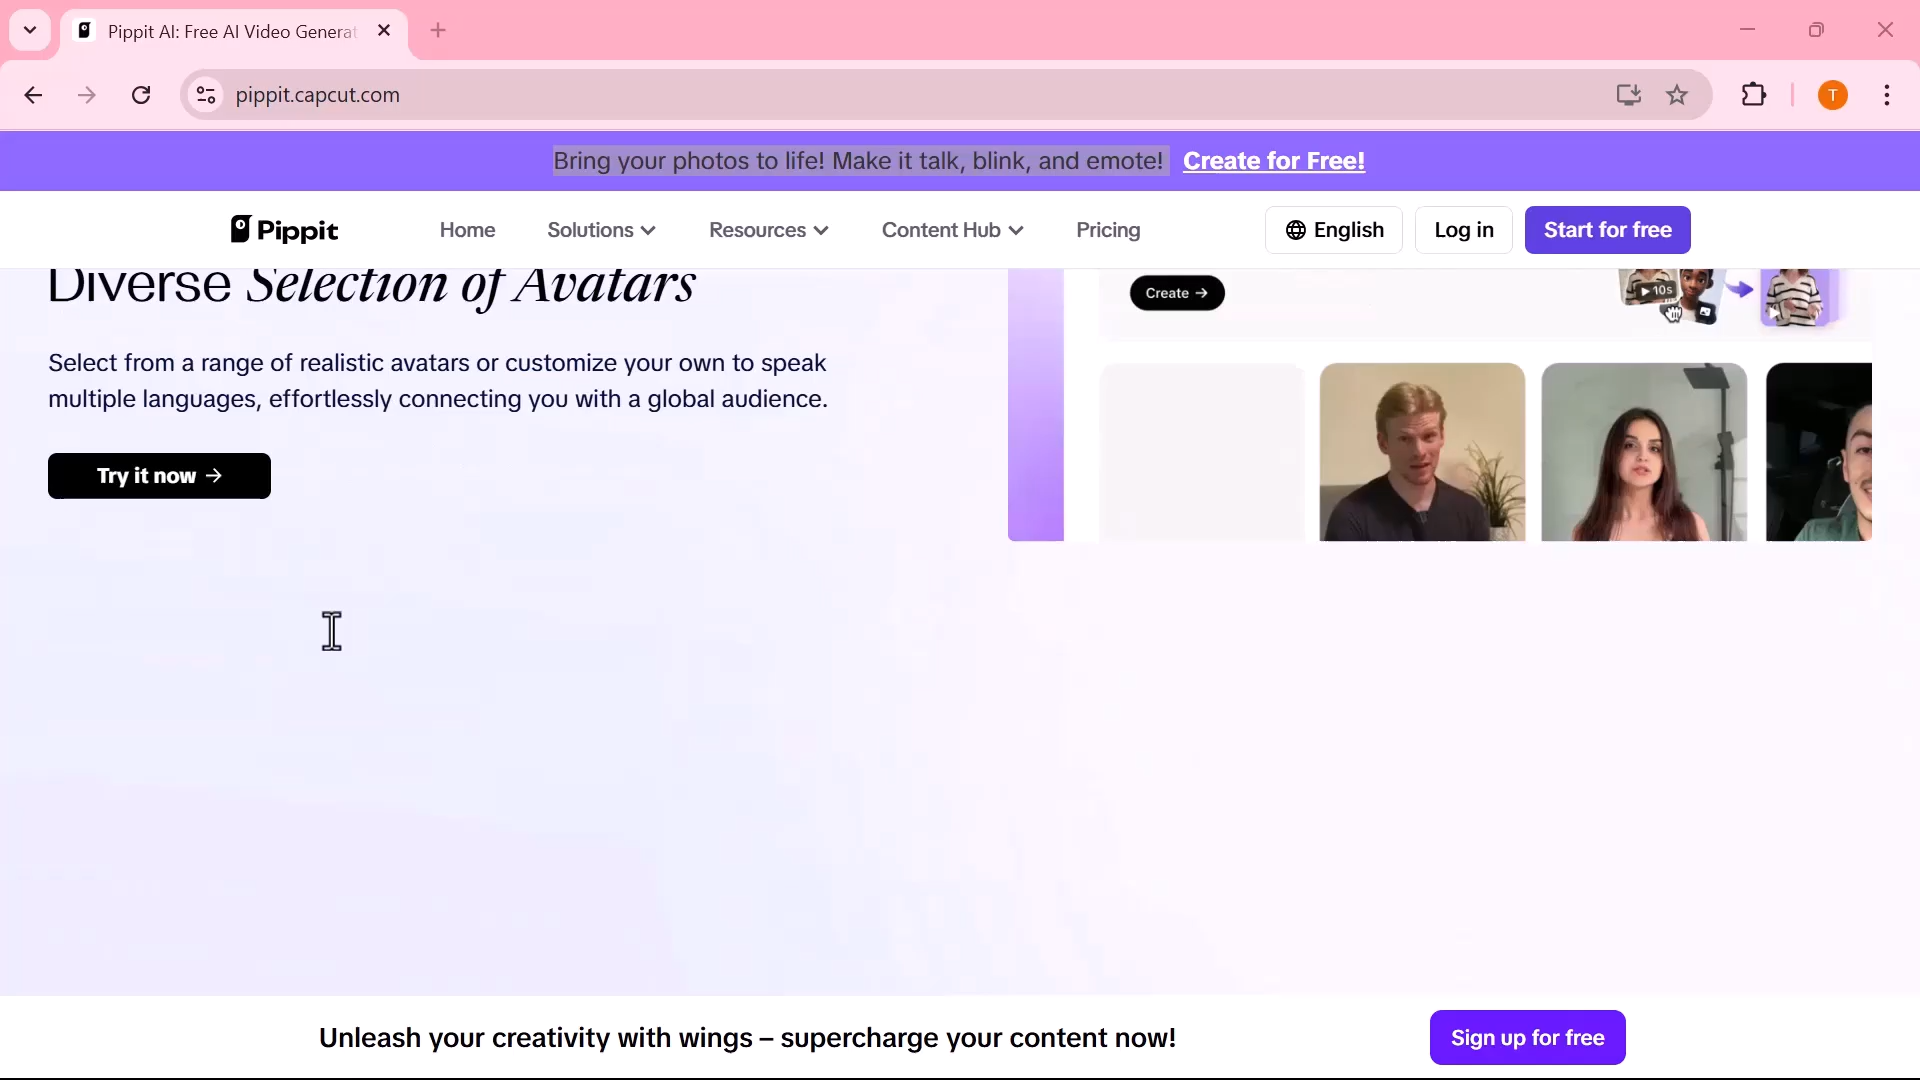 Pippit AI: Free AI Video Generat
pippit.capcut.com
T
Bring your photos to life! Make it talk, blink, and emote! Create for Free!
Pippit
Home
Solutions
Resources
Content Hub
Pricing
English
Log in
Start for free
Diverse Selection of Avatars
Select from a range of realistic avatars or customize your own to speak
multiple languages, effortlessly connecting you with a global audience.
Try it now →
Create →
10s
Unleash your creativity with wings – supercharge your content now!
Sign up for free